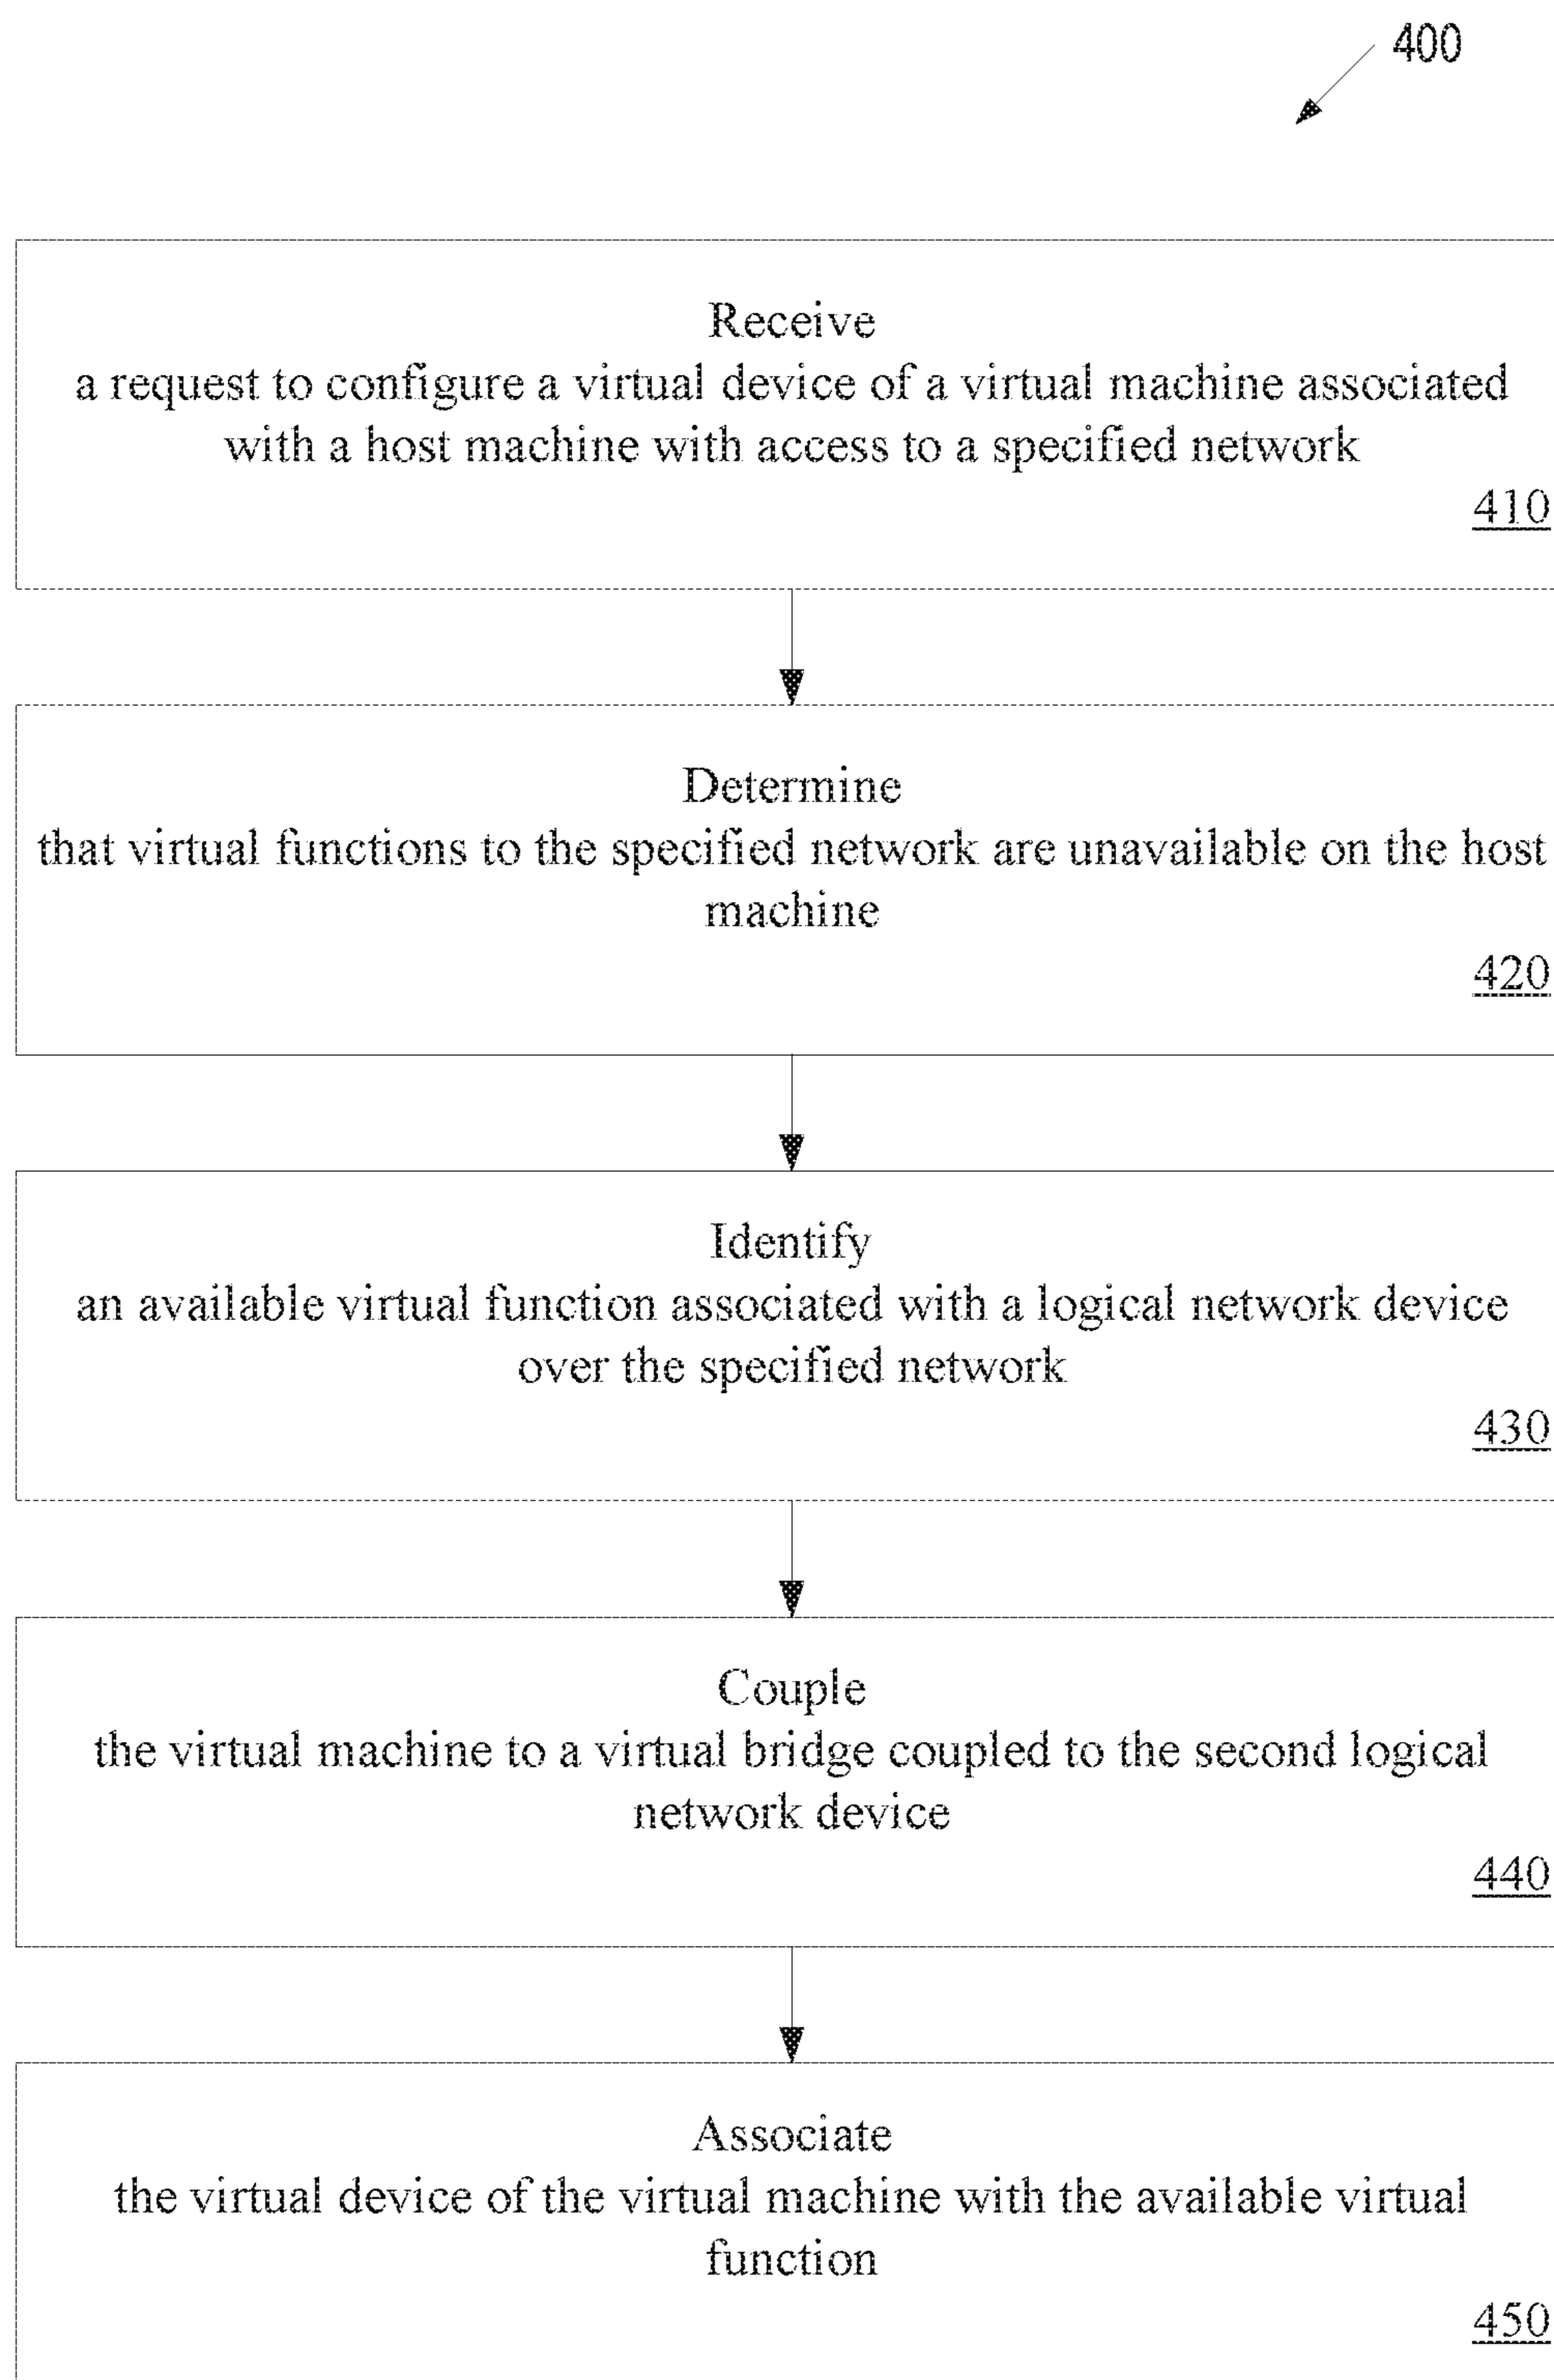 400
Receive
a request to configure a virtual device of a virtual machine associated
with a host machine with access to a specified network
410
Determine
that virtual functions to the specified network are unavailable on the host
machine
420
Identify
an available virtual function associated with a logical network device
over the specified network
430
Couple
the virtual machine to a virtual bridge coupled to the second logical
network device
440
Associate
the virtual device of the virtual machine with the available virtual
function
450